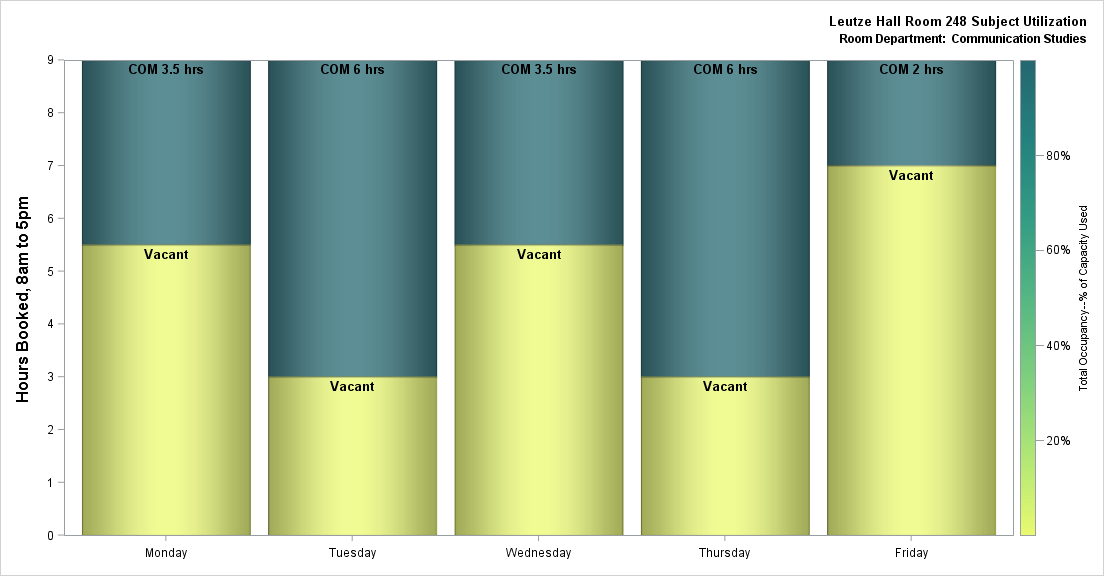 Leutze Hall Room 248 Subject Utilization
Room Department: Communication Studies
Hours Booked, 8am to 5pm
9
8
7
6
5
4
3
2
1
0
COM 3.5 hrs
Vacant
COM 6 hrs
Vacant
COM 3.5 hrs
Vacant
COM 6 hrs
Vacant
COM 2 hrs
Vacant
Monday
Tuesday
Wednesday
Thursday
Friday
80%
60%
40%
20%
Total Occupancy--% of Capacity Used